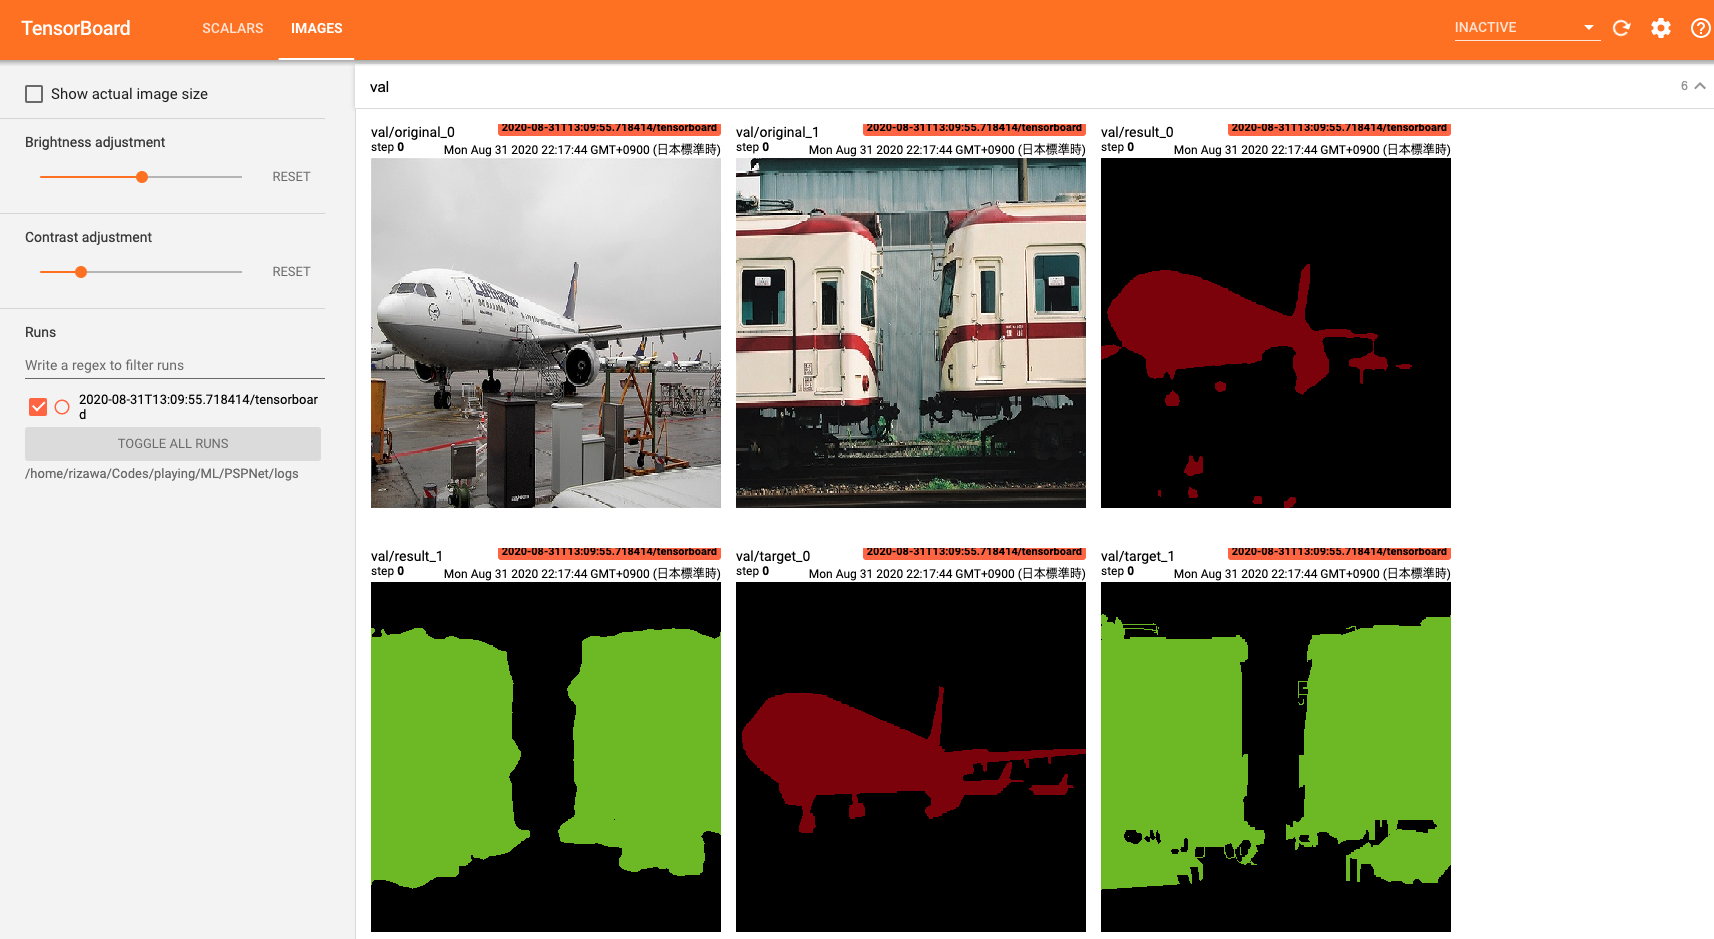 TensorBoard
SCALARS
IMAGES
INACTIVE
Show actual image size
Brightness adjustment
RESET
Contrast adjustment
RESET
Runs
Write a regex to filter runs
2020-08-31T13:09:55.718414/tensorboar
d
TOGGLE ALL RUNS
/home/rizawa/Codes/playing/ML/PSPNet/logs
val
6
val/original_0
2020-08-31T13:09:55.718414/tensorboard
step 0
Mon Aug 31 2020 22:17:44 GMT+0900 (日本標準時)
Lufthansa
val/original_1
2020-08-31T13:09:55.718414/tensorboard
step 0
Mon Aug 31 2020 22:17:44 GMT+0900 (日本標準時)
val/result_0
2020-08-31T13:09:55.718414/tensorboard
step 0
Mon Aug 31 2020 22:17:44 GMT+0900 (日本標準時)
val/result_1
2020-08-31T13:09:55.718414/tensorboard
step 0
Mon Aug 31 2020 22:17:44 GMT+0900 (日本標準時)
val/target_0
2020-08-31T13:09:55.718414/tensorboard
step 0
Mon Aug 31 2020 22:17:44 GMT+0900 (日本標準時)
val/target_1
2020-08-31T13:09:55.718414/tensorboard
step 0
Mon Aug 31 2020 22:17:44 GMT+0900 (日本標準時)